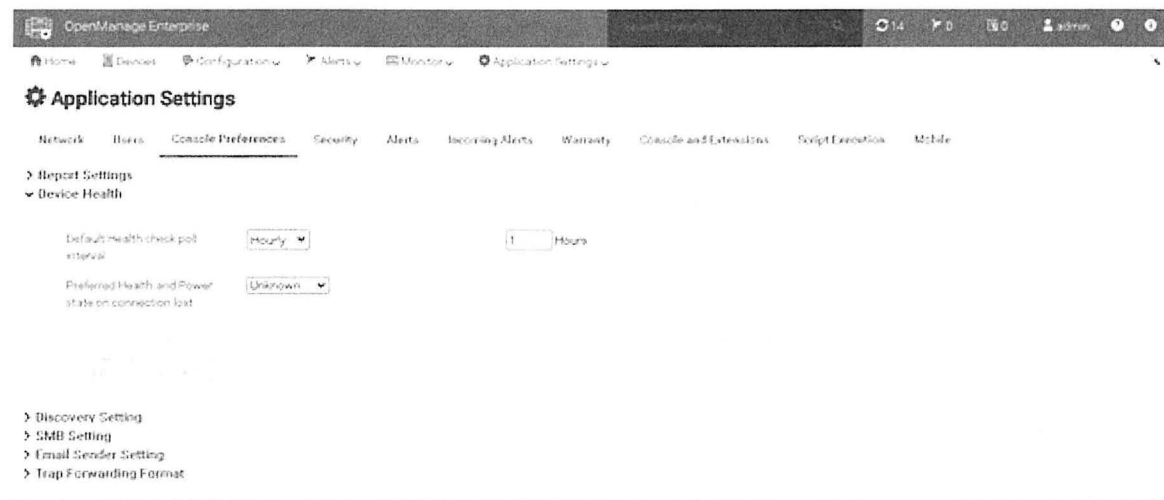 OpenManage Enterprise 14 0 0 admin
Home Devices Configuration Alerts Monitor Application Settings
Application Settings
Network Users Console Preferences Security Alerts Incoming Alerts Warranty Console and Extensions Script Execution Mobile
Report Settings
Device Health
Default Health check poll
interval
Hourly 1 Hours
Preferred Health and Power
state on connection lost
Unknown
Discovery Setting
SMB Setting
Email Sender Setting
Trap Forwarding Format